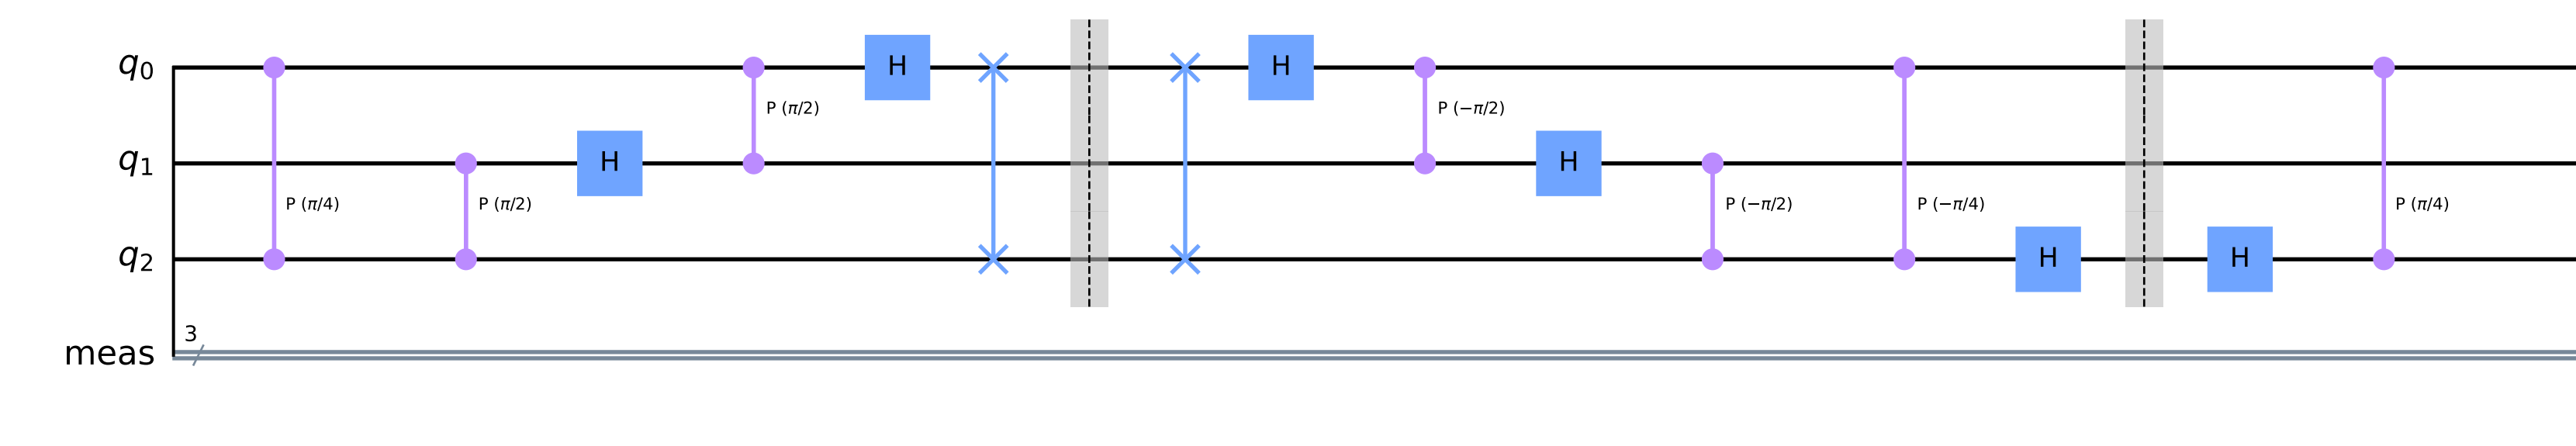 q0 H H
P (π/2) P (−π/2)
q1 H H
P (π/4) P (π/2) P (−π/2) P (−π/4) P (π/4)
q2 H H
3
meas